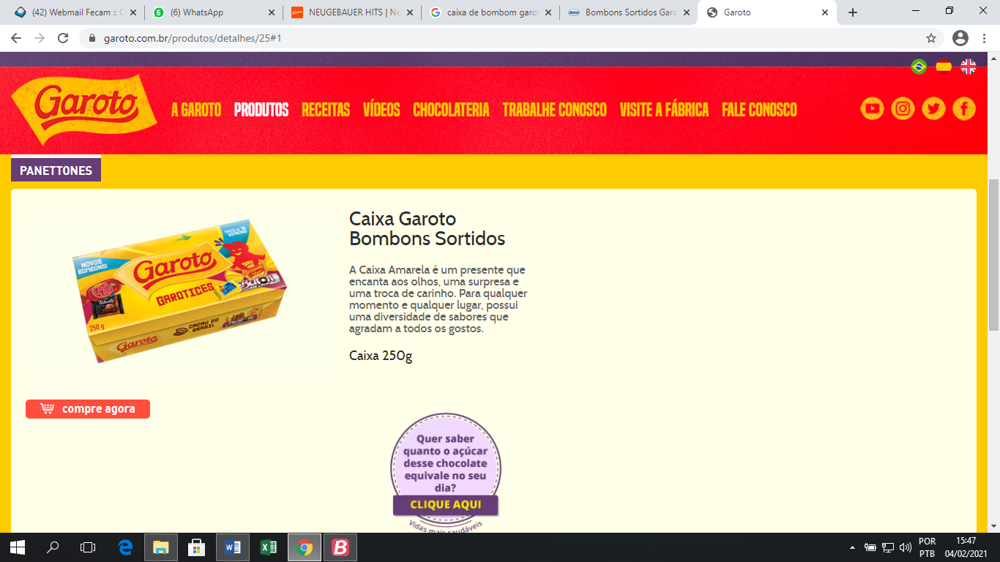 (42) Webmail Fecam :: C
(6) WhatsApp
NEUGEBAUER HITS | Ne
caixa de bombom garot
Bombons Sortidos Garo
Garoto
garoto.com.br/produtos/detalhes/25#1
Garoto
A GAROTO PRODUTOS RECEITAS VÍDEOS CHOCOLATERIA TRABALHE CONOSCO VISITE A FÁBRICA FALE CONOSCO
PANETTONES
NOVOS BOMBONS!
MAIS DE 16 BOMBONS!
Garoto
GAROTICES
Talento
BATON
250 g
Garoto
CACAU DO BRASIL
Caixa Garoto
Bombons Sortidos
A Caixa Amarela é um presente que
encanta aos olhos, uma surpresa e
uma troca de carinho. Para qualquer
momento e qualquer lugar, possui
uma diversidade de sabores que
agradam a todos os gostos.
Caixa 250g
compre agora
Quer saber
quanto o açúcar
desse chocolate
equivale no seu
dia?
CLIQUE AQUI
Vidas mais saudáveis
POR
PTB
15:47
04/02/2021